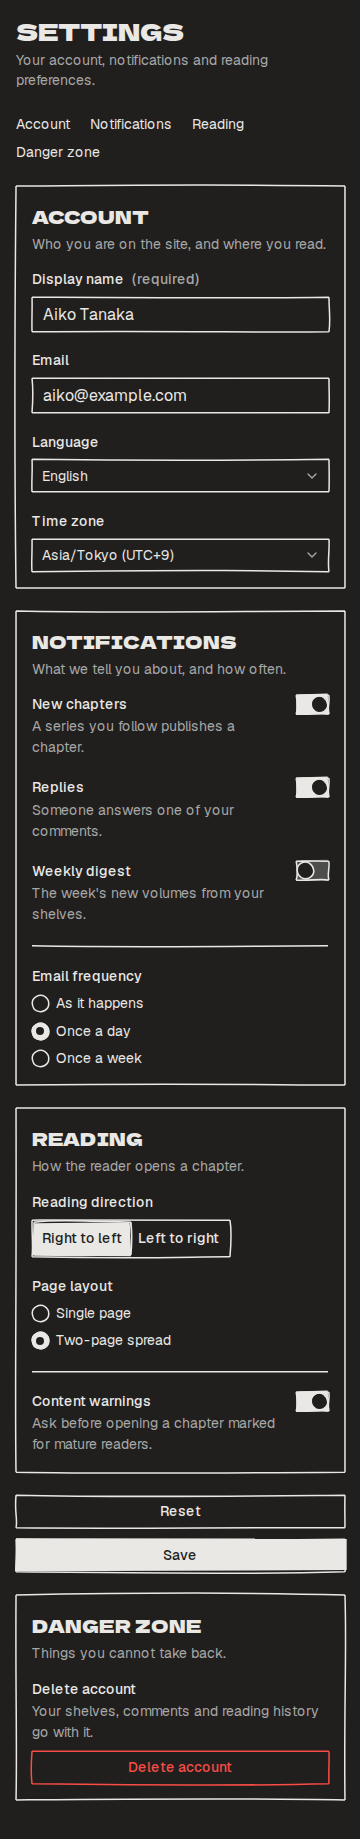 SETTINGS
Your account, notifications and reading
preferences.
Account Notifications Reading
Danger zone
ACCOUNT
Who you are on the site, and where you read.
Display name (required)
Aiko Tanaka
Email
aiko@example.com
Language
English
Time zone
Asia/Tokyo (UTC+9)
NOTIFICATIONS
What we tell you about, and how often.
New chapters
A series you follow publishes a
chapter.
Replies
Someone answers one of your
comments.
Weekly digest
The week's new volumes from your
shelves.
Email frequency
As it happens
Once a day
Once a week
READING
How the reader opens a chapter.
Reading direction
Right to left Left to right
Page layout
Single page
Two-page spread
Content warnings
Ask before opening a chapter marked
for mature readers.
Reset
Save
DANGER ZONE
Things you cannot take back.
Delete account
Your shelves, comments and reading history
go with it.
Delete account